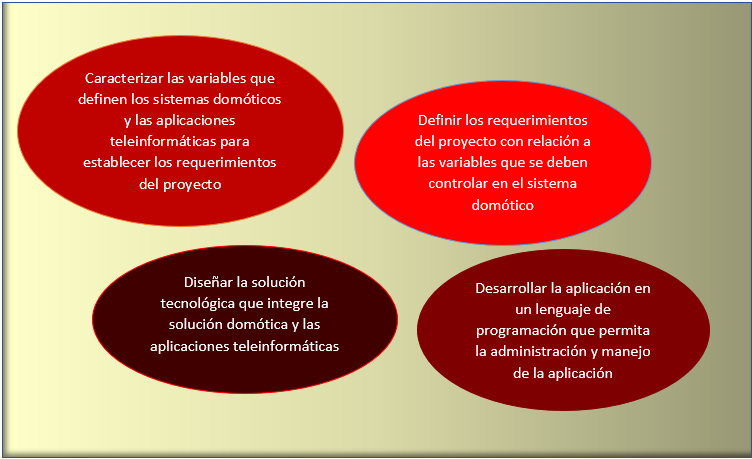 Caracterizar las variables que
definen los sistemas domóticos
y las aplicaciones
teleinformáticas para
establecer los requerimientos
del proyecto
Definir los requerimientos
del proyecto con relación a
las variables que se deben
controlar en el sistema
domótico
Diseñar la solución
tecnológica que integre la
solución domótica y las
aplicaciones teleinformáticas
Desarrollar la aplicación en
un lenguaje de
programación que permita
la administración y manejo
de la aplicación